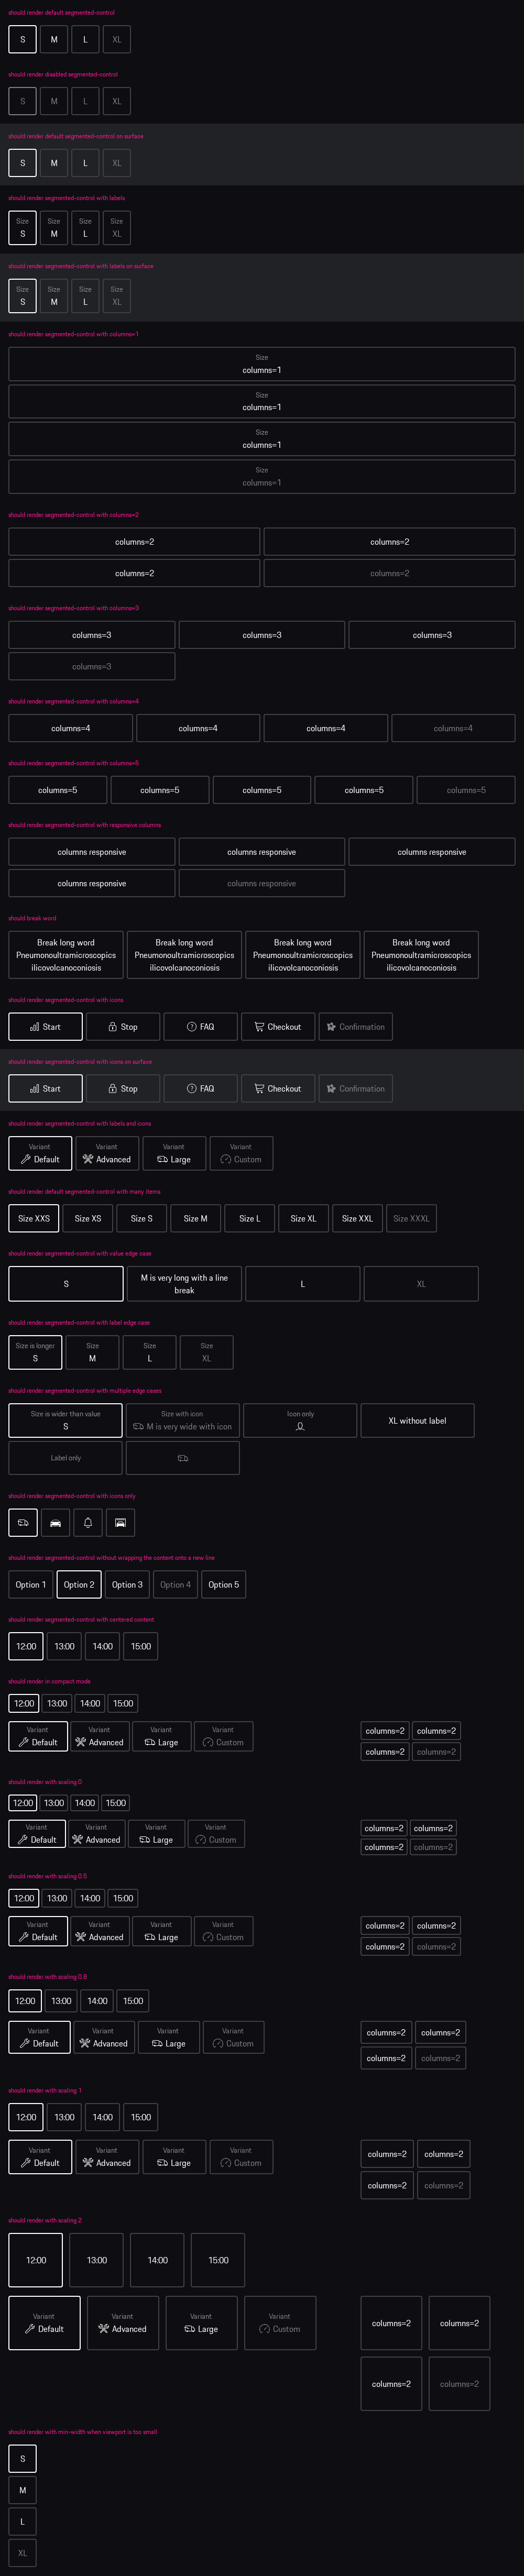 should render default segmented-control
S M L XL
should render disabled segmented-control
S M L XL
should render default segmented-control on surface
S M L XL
should render segmented-control with labels
Size Size Size Size
S M L XL
should render segmented-control with labels on surface
Size Size Size Size
S M L XL
should render segmented-control with columns=1
Size
columns=1
Size
columns=1
Size
columns=1
Size
columns=1
should render segmented-control with columns=2
columns=2 columns=2
columns=2 columns=2
should render segmented-control with columns=3
columns=3 columns=3 columns=3
columns=3
should render segmented-control with columns=4
columns=4 columns=4 columns=4 columns=4
should render segmented-control with columns=5
columns=5 columns=5 columns=5 columns=5 columns=5
should render segmented-control with responsive columns
columns responsive columns responsive columns responsive
columns responsive columns responsive
should break word
Break long word Break long word Break long word Break long word
Pneumonoultramicroscopics Pneumonoultramicroscopics Pneumonoultramicroscopics Pneumonoultramicroscopics
ilicovolcanoconiosis ilicovolcanoconiosis ilicovolcanoconiosis ilicovolcanoconiosis
should render segmented-control with icons
Start Stop FAQ Checkout Confirmation
should render segmented-control with icons on surface
Start Stop FAQ Checkout Confirmation
should render segmented-control with labels and icons
Variant Variant Variant Variant
Default Advanced Large Custom
should render default segmented-control with many items
Size XXS Size XS Size S Size M Size L Size XL Size XXL Size XXXL
should render segmented-control with value edge case
S M is very long with a line L XL
break
should render segmented-control with label edge case
Size is longer Size Size Size
S M L XL
should render segmented-control with multiple edge cases
Size is wider than value Size with icon Icon only XL without label
S M is very wide with icon
Label only
should render segmented-control with icons only
should render segmented-control without wrapping the content onto a new line
Option 1 Option 2 Option 3 Option 4 Option 5
should render segmented-control with centered content
12:00 13:00 14:00 15:00
should render in compact mode
12:00 13:00 14:00 15:00
Variant Variant Variant Variant columns=2 columns=2
Default Advanced Large Custom columns=2 columns=2
should render with scaling 0
12:00 13:00 14:00 15:00
Variant Variant Variant Variant columns=2 columns=2
Default Advanced Large Custom columns=2 columns=2
should render with scaling 0.5
12:00 13:00 14:00 15:00
Variant Variant Variant Variant columns=2 columns=2
Default Advanced Large Custom columns=2 columns=2
should render with scaling 0.8
12:00 13:00 14:00 15:00
Variant Variant Variant Variant columns=2 columns=2
Default Advanced Large Custom columns=2 columns=2
should render with scaling 1
12:00 13:00 14:00 15:00
Variant Variant Variant Variant columns=2 columns=2
Default Advanced Large Custom columns=2 columns=2
should render with scaling 2
12:00 13:00 14:00 15:00
Variant Variant Variant Variant columns=2 columns=2
Default Advanced Large Custom
columns=2 columns=2
should render with min-width when viewport is too small
S
M
L
XL